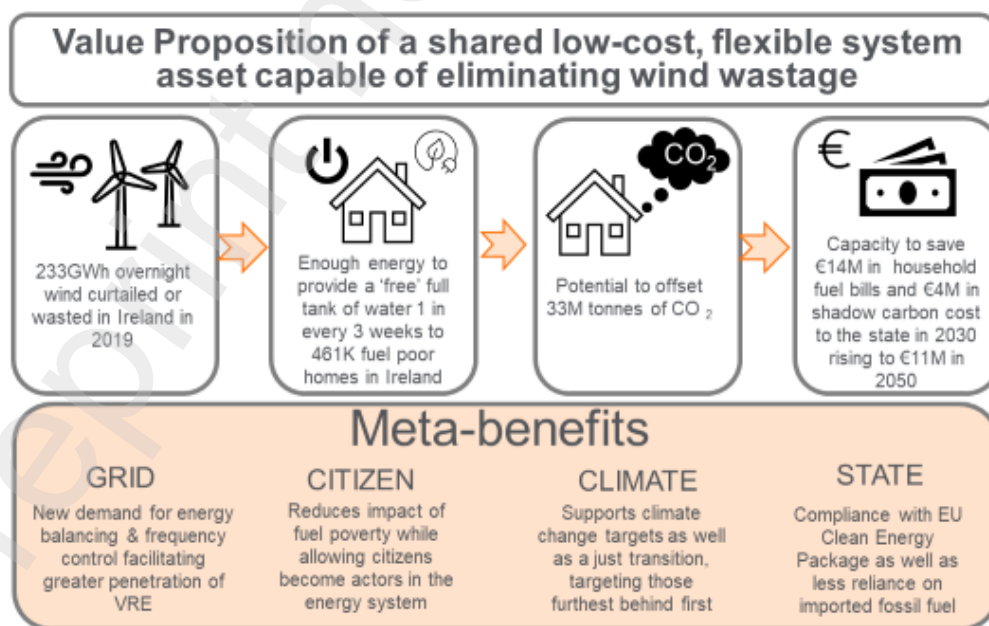 Value Proposition of a shared low-cost, flexible system
asset capable of eliminating wind wastage
233GWh overnight
wind curtailed or
wasted in Ireland in
2019
Enough energy to
provide a 'free' full
tank of water 1 in
every 3 weeks to
461K fuel poor
homes in Ireland
CO2
Potential to offset
33M tonnes of CO 2
€
Capacity to save
€14M in household
fuel bills and €4M in
shadow carbon cost
to the state in 2030
rising to €11M in
2050
Meta-benefits
GRID
New demand for energy
balancing & frequency
control facilitating
greater penetration of
VRE
CITIZEN
Reduces impact of
fuel poverty while
allowing citizens
become actors in the
energy system
CLIMATE
Supports climate
change targets as well
as a just transition,
targeting those
furthest behind first
STATE
Compliance with EU
Clean Energy
Package as well as
less reliance on
imported fossil fuel